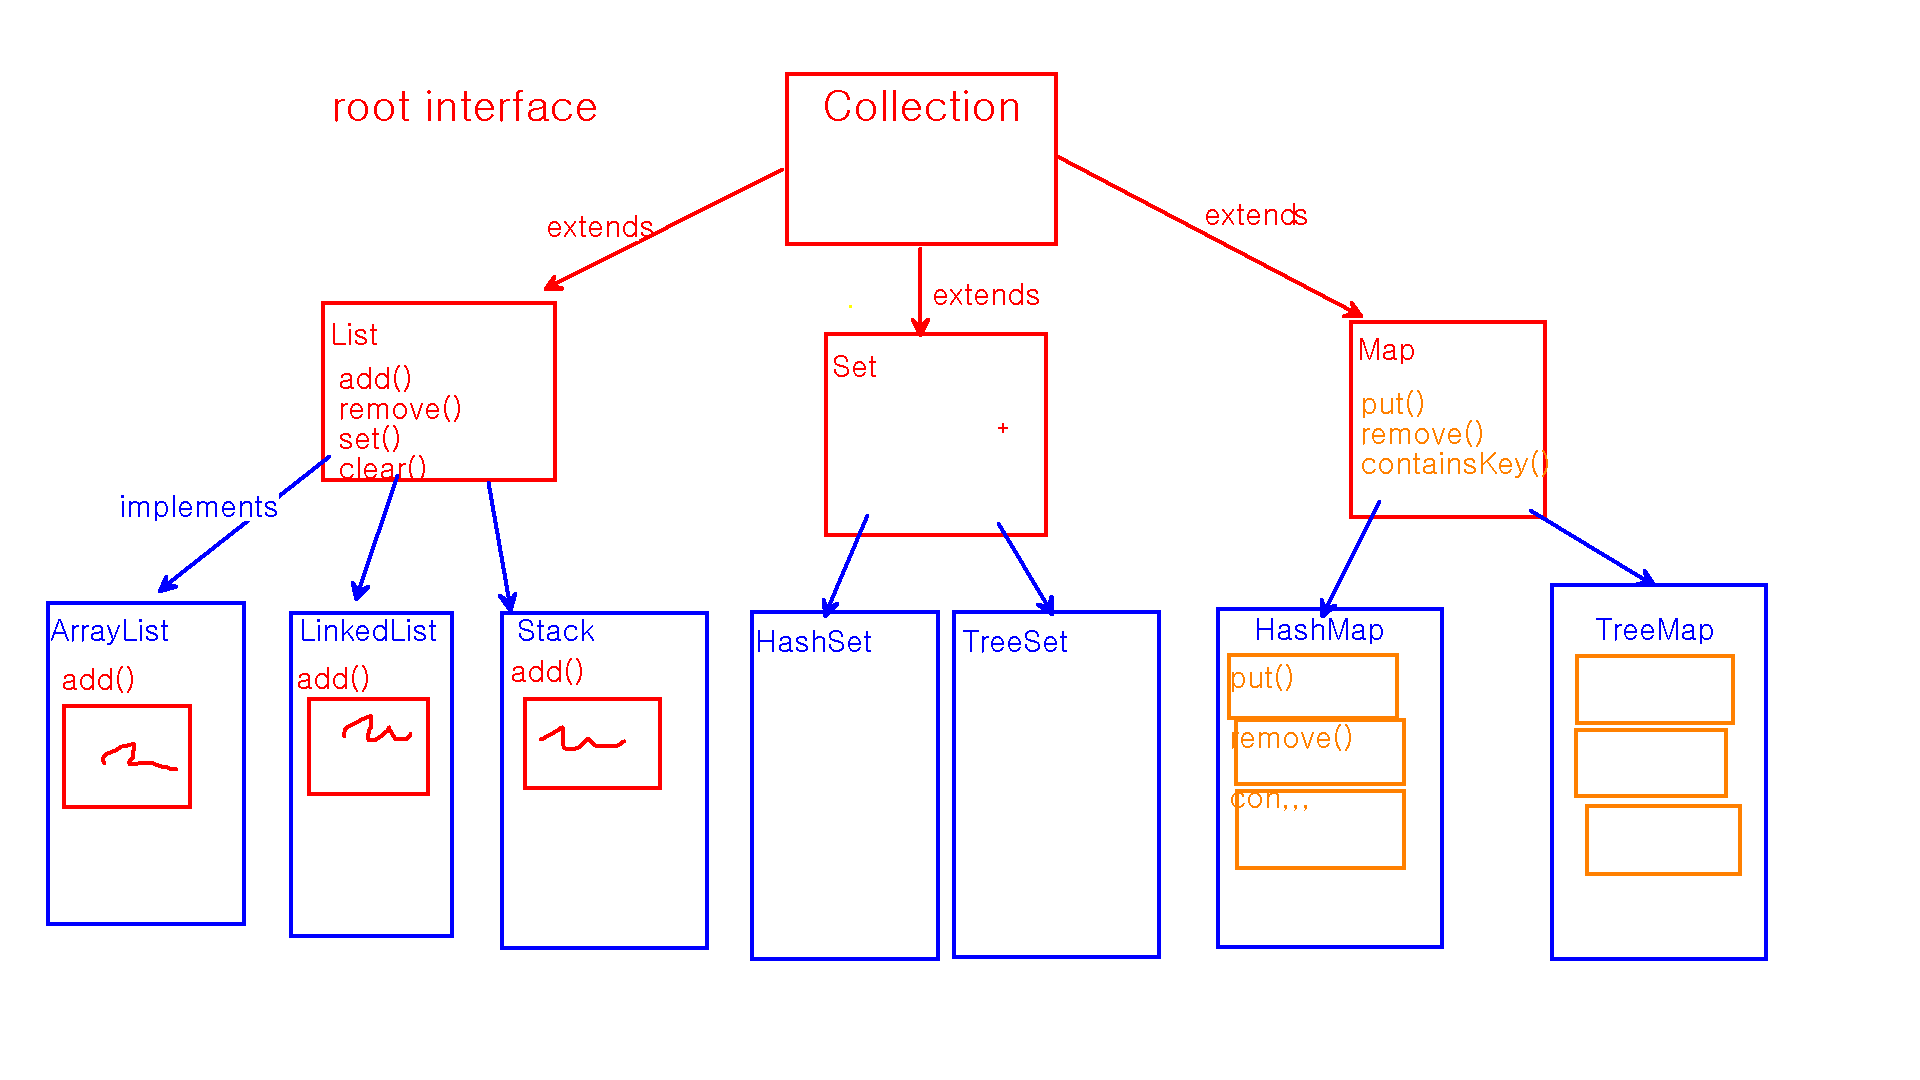 root interface
Collection
extends
extends
extends
List
add()
remove()
set()
clear()
Set
Map
put()
remove()
containsKey()
implements
ArrayList
add()
LinkedList
add()
Stack
add()
HashSet
TreeSet
HashMap
put()
remove()
con,,,
TreeMap